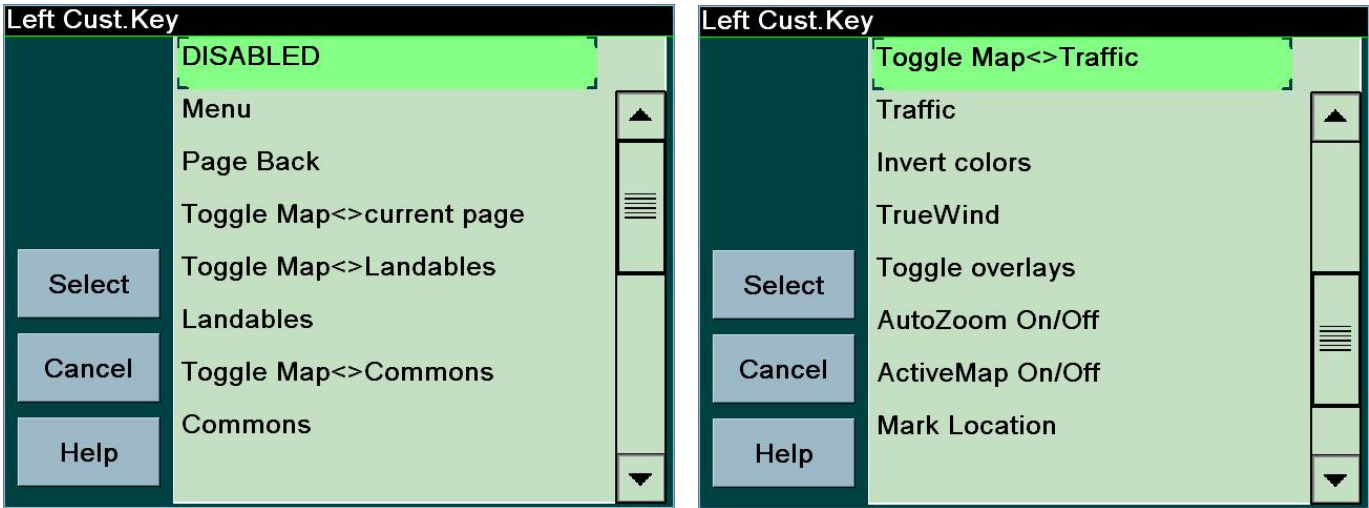 Left Cust.Key
DISABLED
Menu
Page Back
Toggle Map<>current page
Toggle Map<>Landables
Landables
Toggle Map<>Commons
Commons
Select
Cancel
Help
Left Cust.Key
Toggle Map<>Traffic
Traffic
Invert colors
TrueWind
Toggle overlays
AutoZoom On/Off
ActiveMap On/Off
Mark Location
Select
Cancel
Help